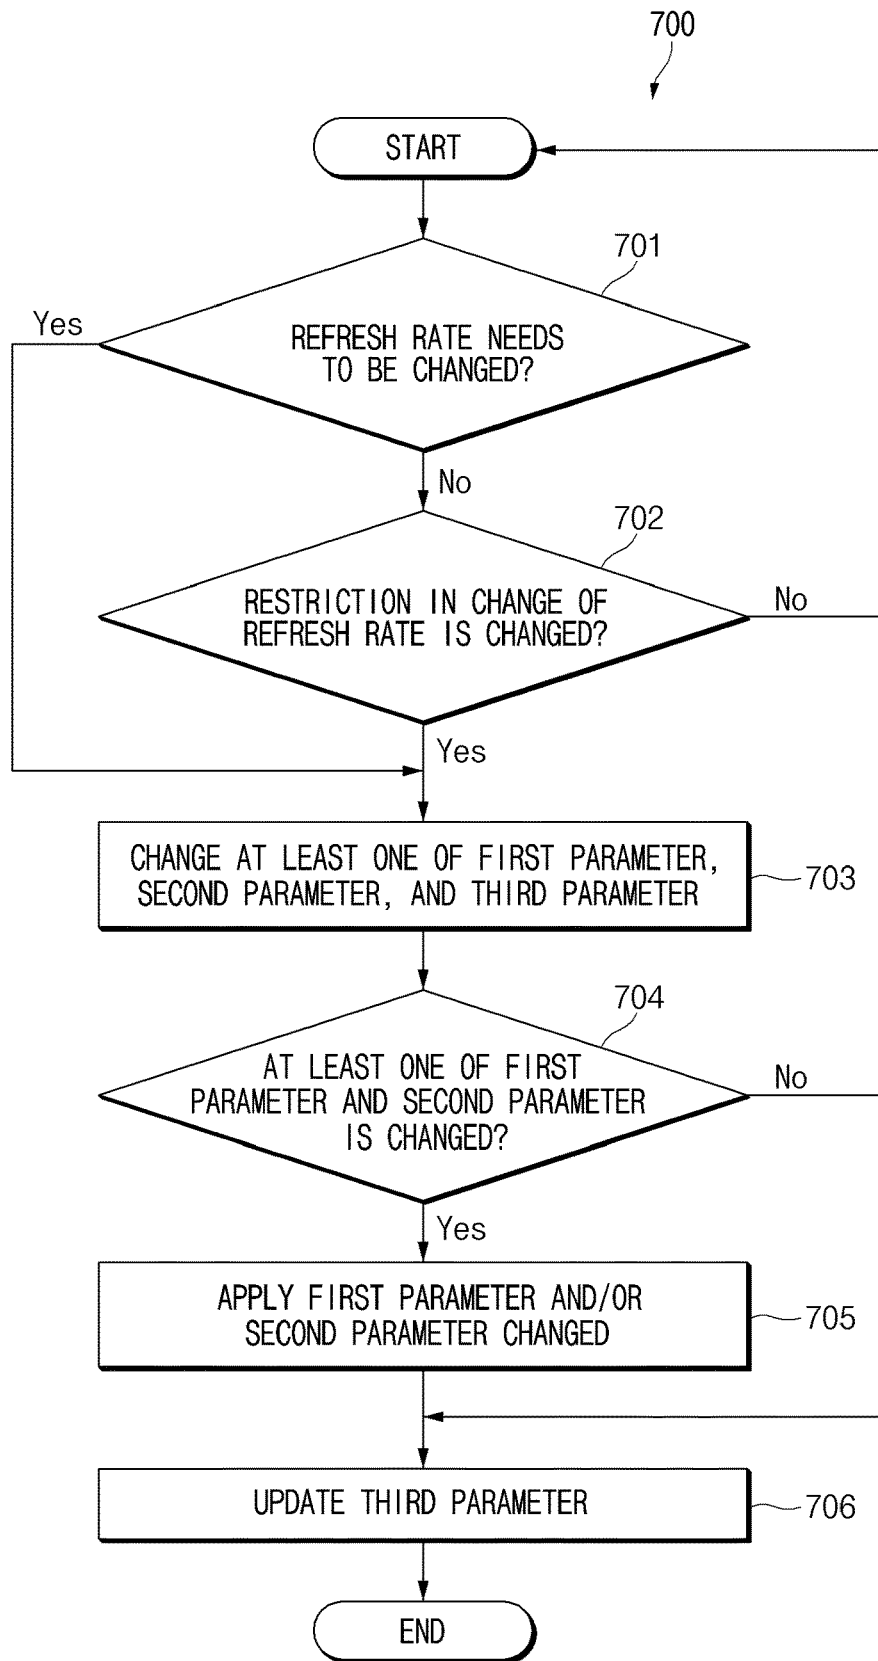 700
START
701
Yes
REFRESH RATE NEEDS
TO BE CHANGED?
No
702
RESTRICTION IN CHANGE OF
REFRESH RATE IS CHANGED?
No
Yes
CHANGE AT LEAST ONE OF FIRST PARAMETER,
SECOND PARAMETER, AND THIRD PARAMETER
703
704
AT LEAST ONE OF FIRST
PARAMETER AND SECOND PARAMETER
IS CHANGED?
No
Yes
APPLY FIRST PARAMETER AND/OR
SECOND PARAMETER CHANGED
705
UPDATE THIRD PARAMETER
706
END